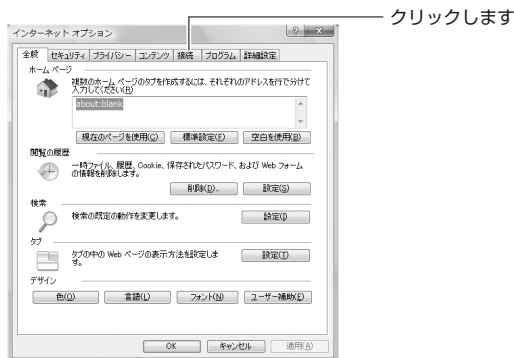 クリックします
インターネット オプション
全般 セキュリティ プライバシー コンテンツ 接続 プログラム 詳細設定
ホーム ページ
複数のホーム ページのタブを作成するには、それぞれのアドレスを行で分けて
入力してください(R)
about:blank
現在のページを使用(C) 標準設定(F) 空白を使用(B)
閲覧の履歴
一時ファイル、履歴、Cookie、保存されたパスワード、および Web フォーム
の情報を削除します。
削除(D)... 設定(S)
検索
検索の既定の動作を変更します。 設定(I)
タブ
タブの中の Web ページの表示方法を設定しま
す。
設定(T)
デザイン
色(O) 言語(L) フォント(N) ユーザー補助(E)
OK キャンセル 適用(A)